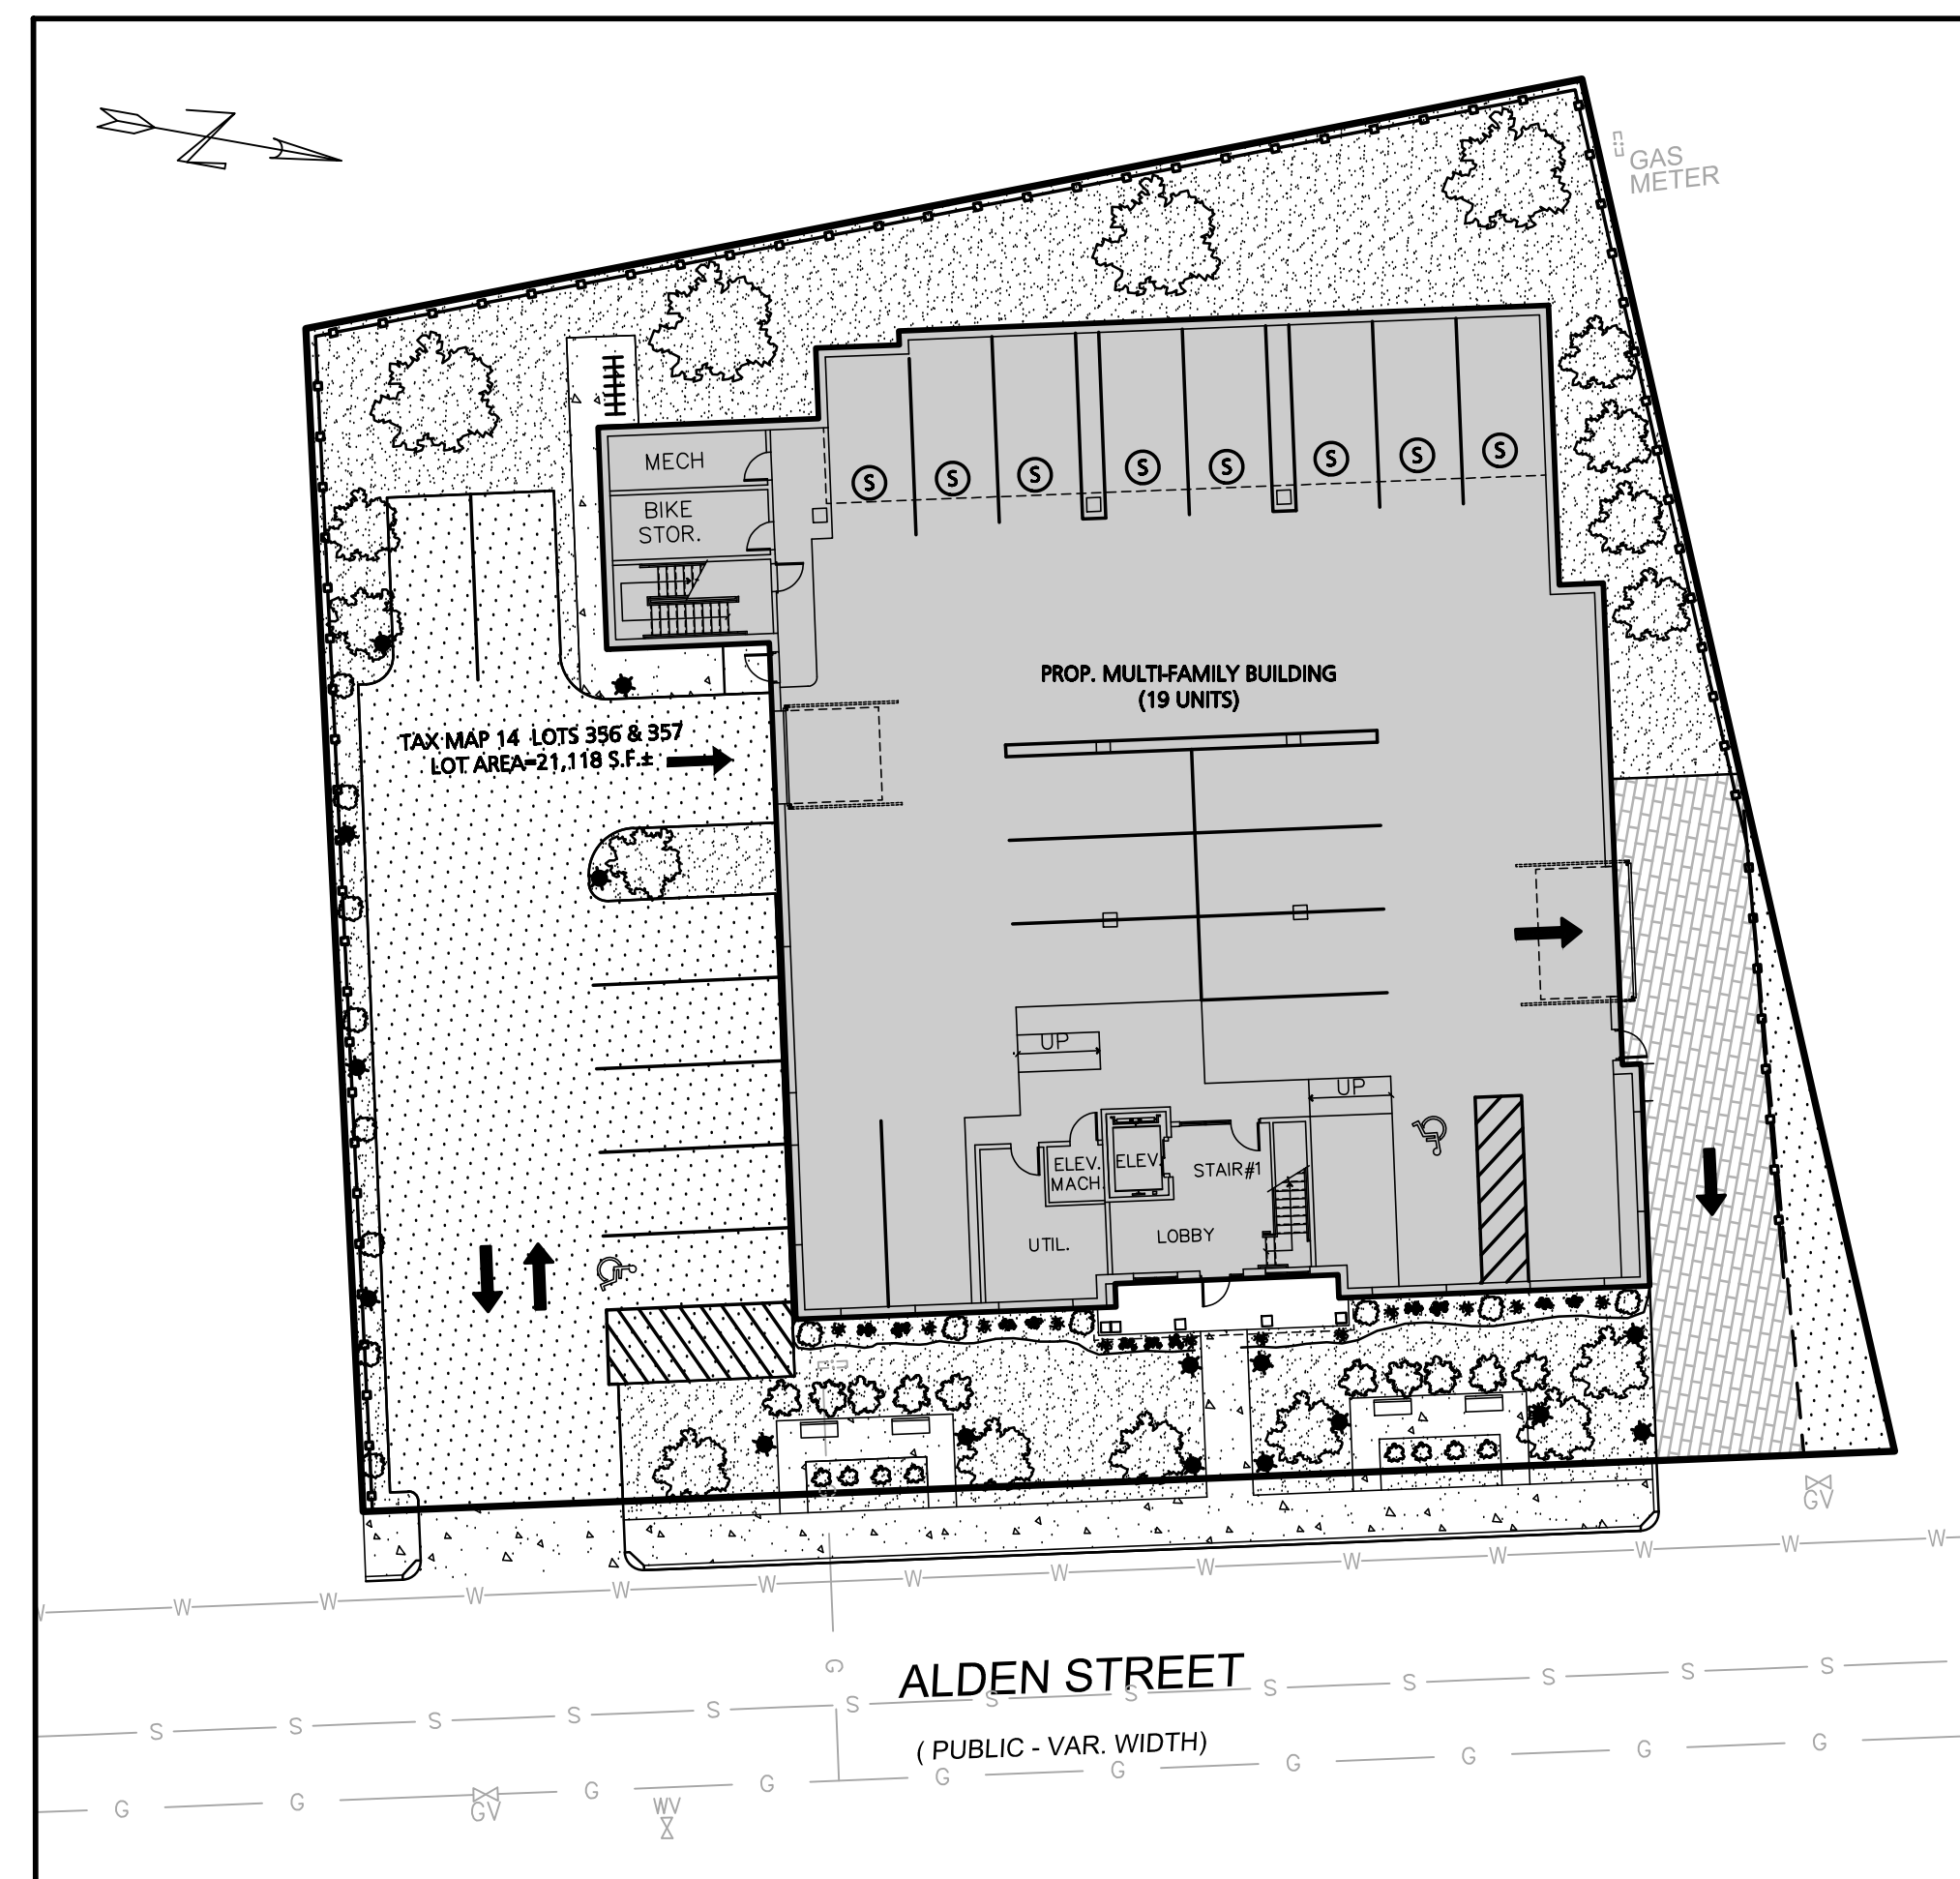 Z
GAS
METER
MECH
BIKE
STOR.
S S S S S S S S
PROP. MULTI-FAMILY BUILDING
(19 UNITS)
TAX MAP 14 LOTS 356 & 357
LOT AREA=21,118 S.F.±
UP
UP
ELEV.
MACH.
ELEV.
STAIR#1
UTIL.
LOBBY
GV
W W W W W W W W W W W W W W
G
ALDEN STREET
S S S S S S S S S S S S S
( PUBLIC - VAR. WIDTH)
G G G G G G G G G G
GV
WV